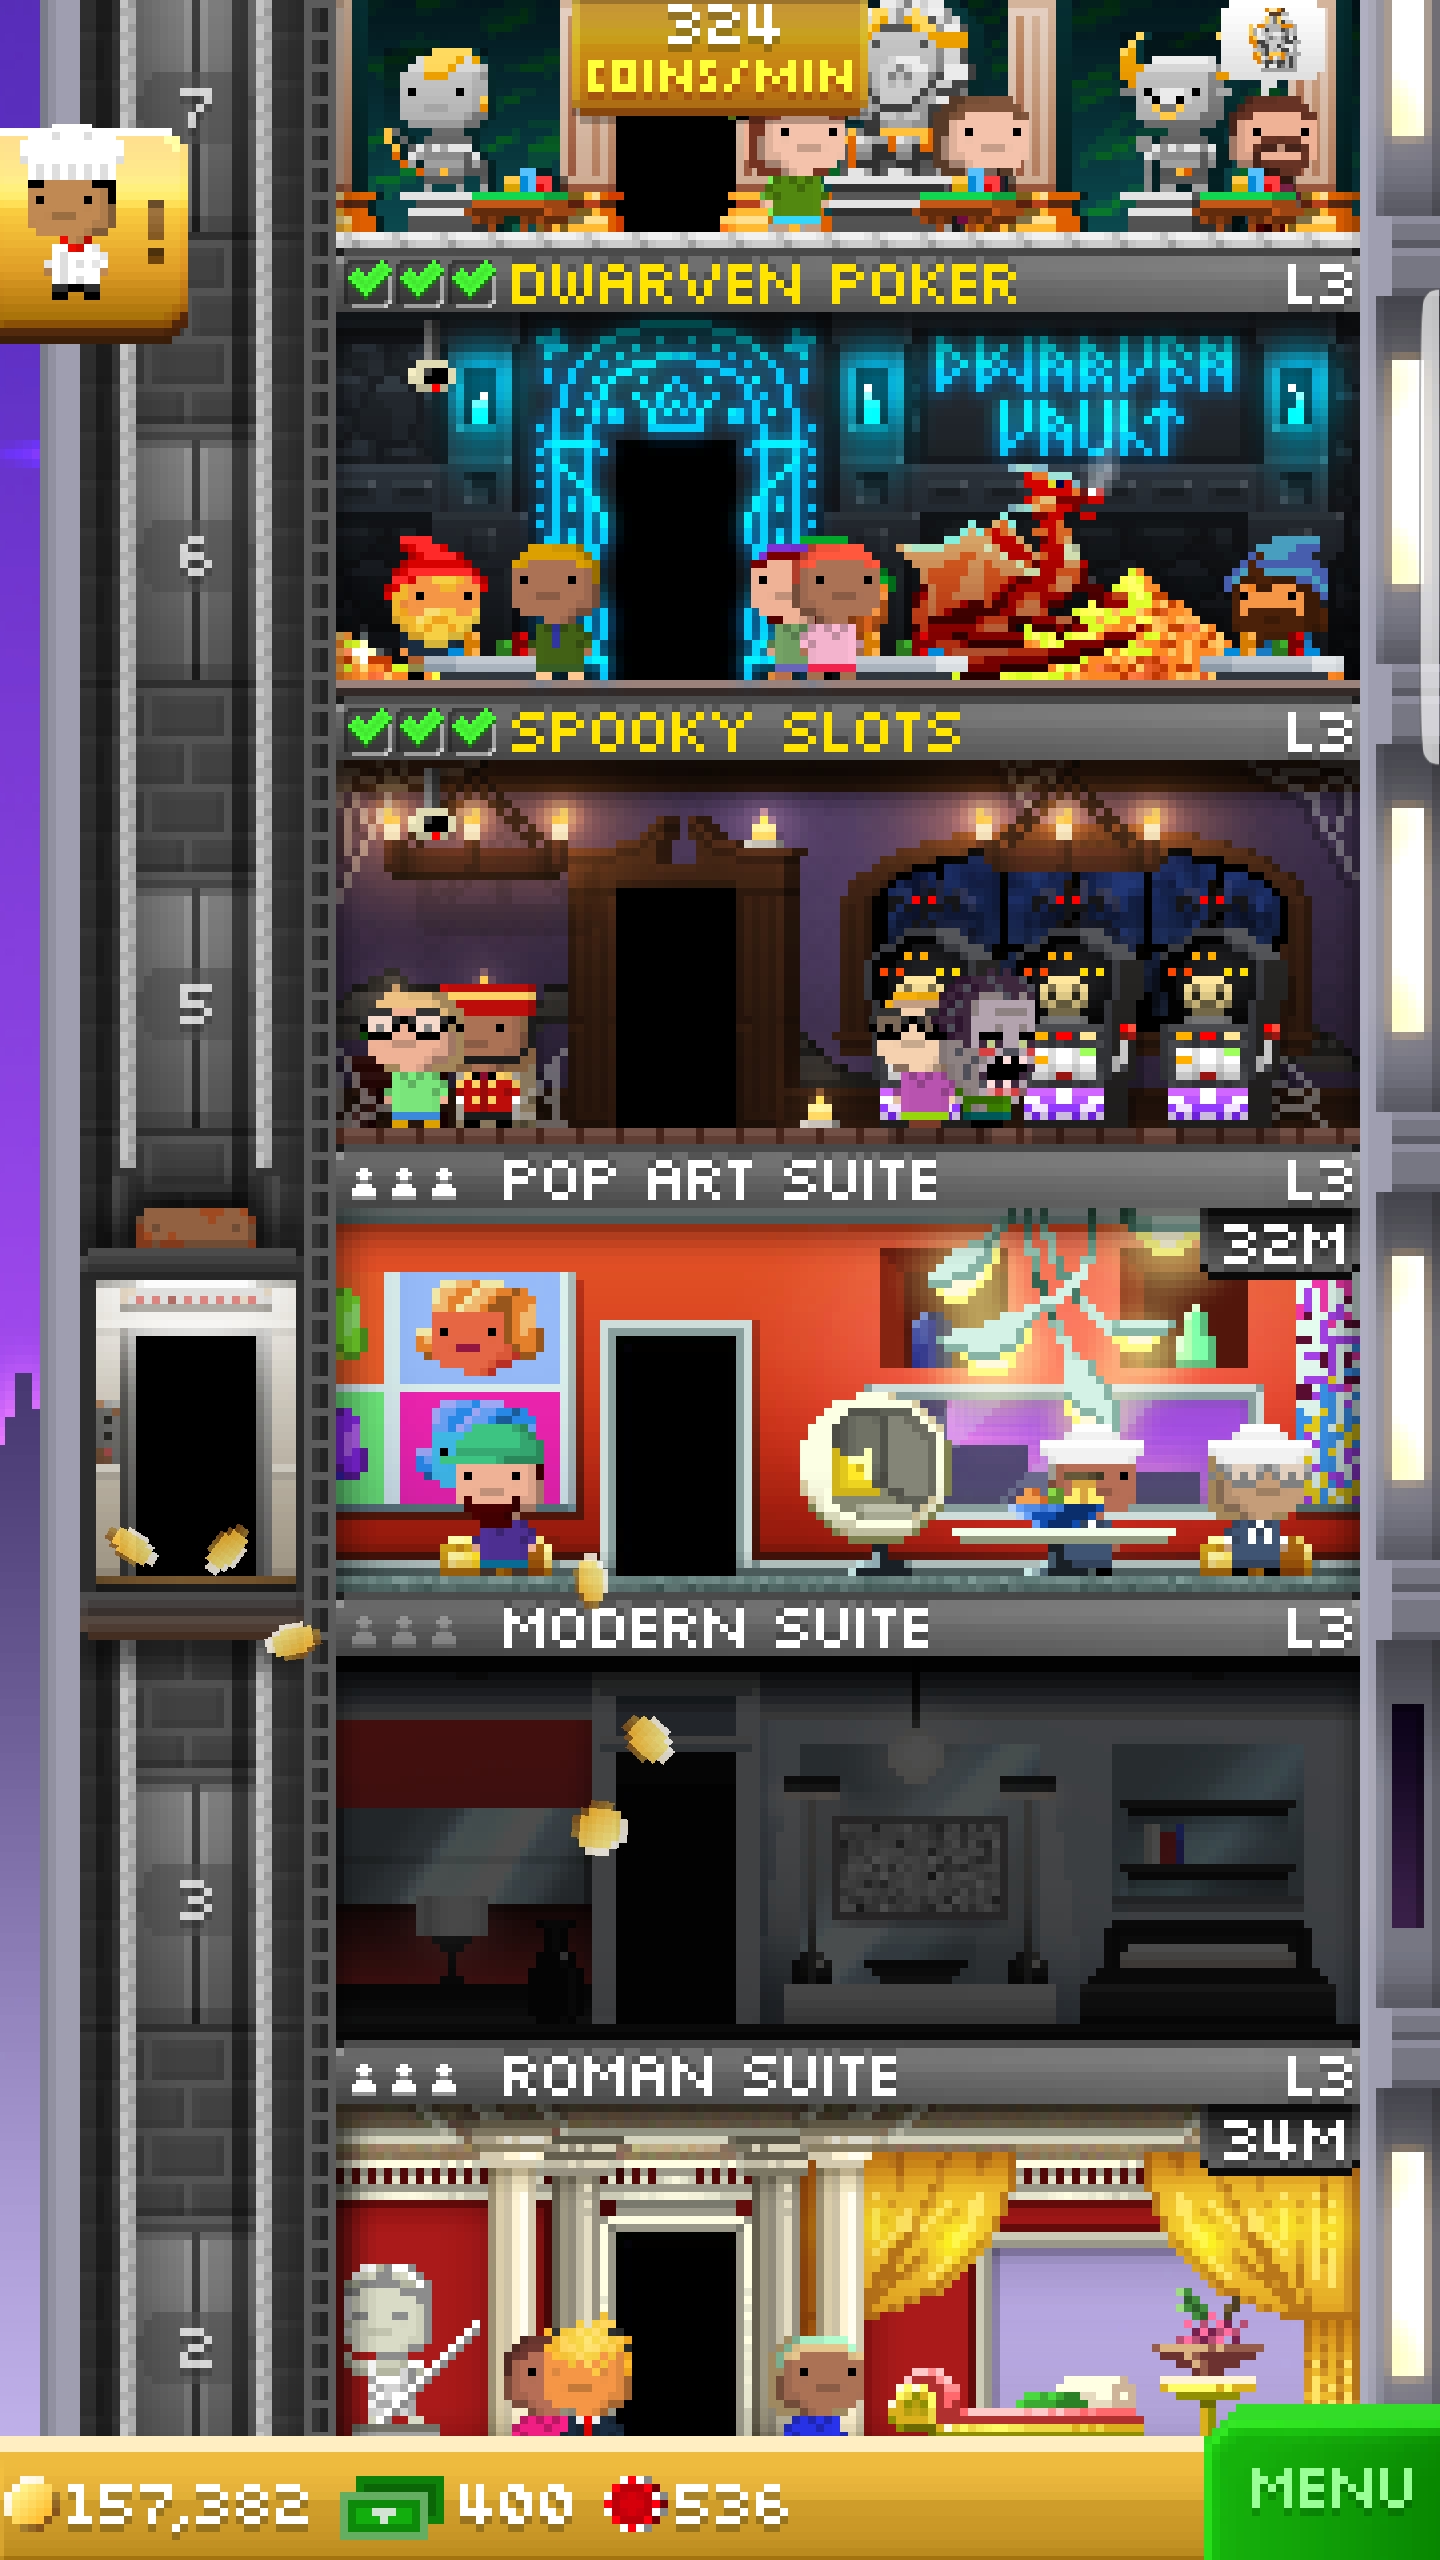 324
COINS/MIN
7
!
DWARVEN POKER L3
DWARVEN
VAULT
6
SPOOKY SLOTS L3
5
POP ART SUITE L3
32M
MODERN SUITE L3
3
ROMAN SUITE L3
34M
2
157,382 400 536
MENU